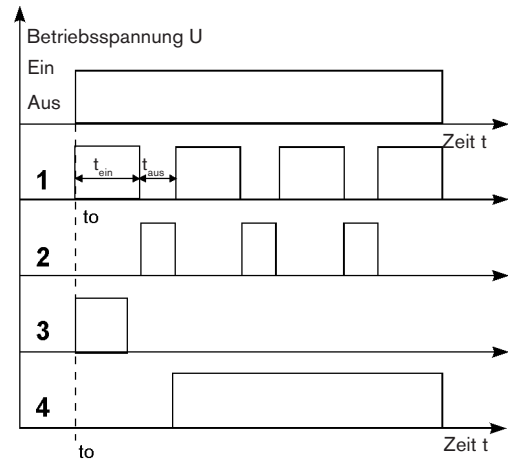 Betriebsspannung U
Ein
Aus
Zeit t
1
t ein
t aus
to
2
3
4
to
Zeit t